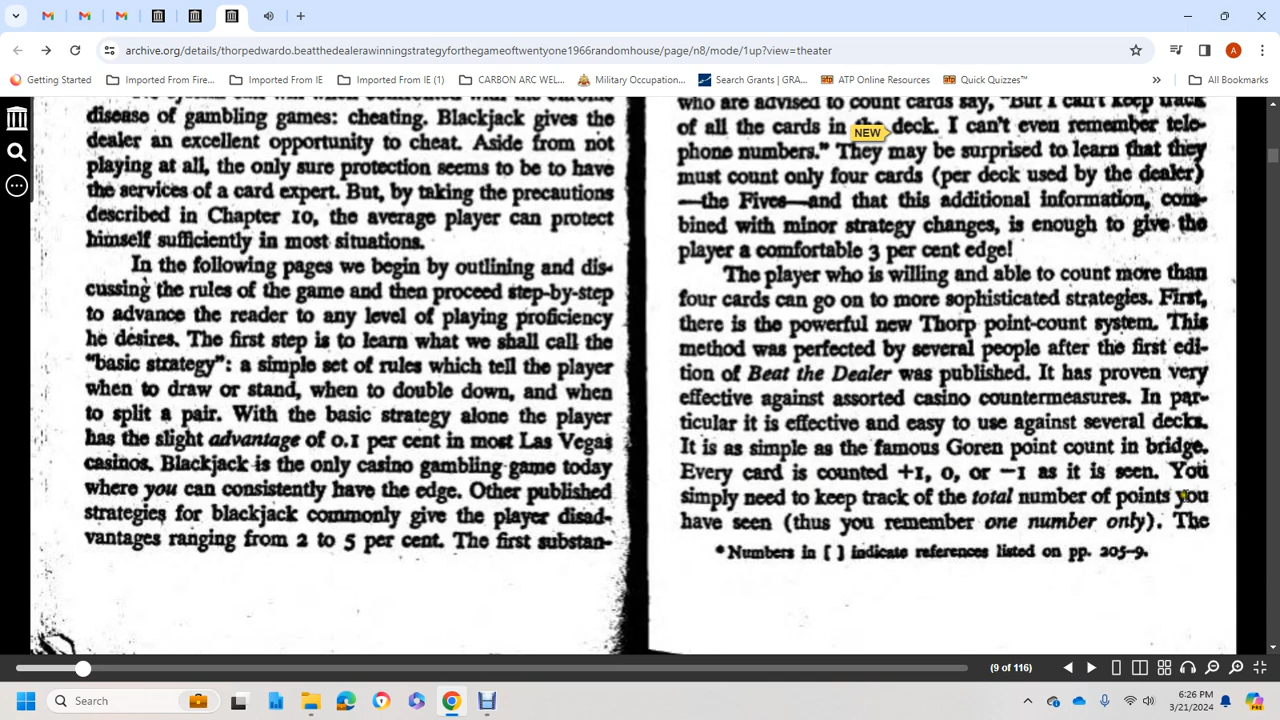 archive.org/details/thorpedwardo.beatthedealerawinningstrategyforthegameoftwentyone1966randomhouse/page/n8/mode/1up?view=theater
A
Getting Started
Imported From Fire...
Imported From IE
Imported From IE (1)
CARBON ARC WEL...
Military Occupation...
Search Grants | GRA...
ATP Online Resources
Quick Quizzes™
»
All Bookmarks
disease of gambling games: cheating. Blackjack gives the
dealer an excellent opportunity to cheat. Aside from not
playing at all, the only sure protection seems to be to have
the services of a card expert. But, by taking the precautions
described in Chapter 10, the average player can protect
himself sufficiently in most situations.
In the following pages we begin by outlining and dis-
cussing the rules of the game and then proceed step-by-step
to advance the reader to any level of playing proficiency
he desires. The first step is to learn what we shall call the
"basic strategy": a simple set of rules which tell the player
when to draw or stand, when to double down, and when
to split a pair. With the basic strategy alone the player
has the slight advantage of 0.1 per cent in most Las Vegas
casinos. Blackjack is the only casino gambling game today
where you can consistently have the edge. Other published
strategies for blackjack commonly give the player disad-
vantages ranging from 2 to 5 per cent. The first substan-
who are advised to count cards say, "But I can't keep track
of all the cards in the deck. I can't even remember tele-
NEW
phone numbers." They may be surprised to learn that they
must count only four cards (per deck used by the dealer)
—the Fives—and that this additional information, com-
bined with minor strategy changes, is enough to give the
player a comfortable 3 per cent edge!
The player who is willing and able to count more than
four cards can go on to more sophisticated strategies. First,
there is the powerful new Thorp point-count system. This
method was perfected by several people after the first edi-
tion of Beat the Dealer was published. It has proven very
effective against assorted casino countermeasures. In par-
ticular it is effective and easy to use against several decks.
It is as simple as the famous Goren point count in bridge.
Every card is counted +1, 0, or −1 as it is seen. You
simply need to keep track of the total number of points you
have seen (thus you remember one number only). The
* Numbers in [ ] indicate references listed on pp. 205-9.
(9 of 116)
Search
6:26 PM
3/21/2024